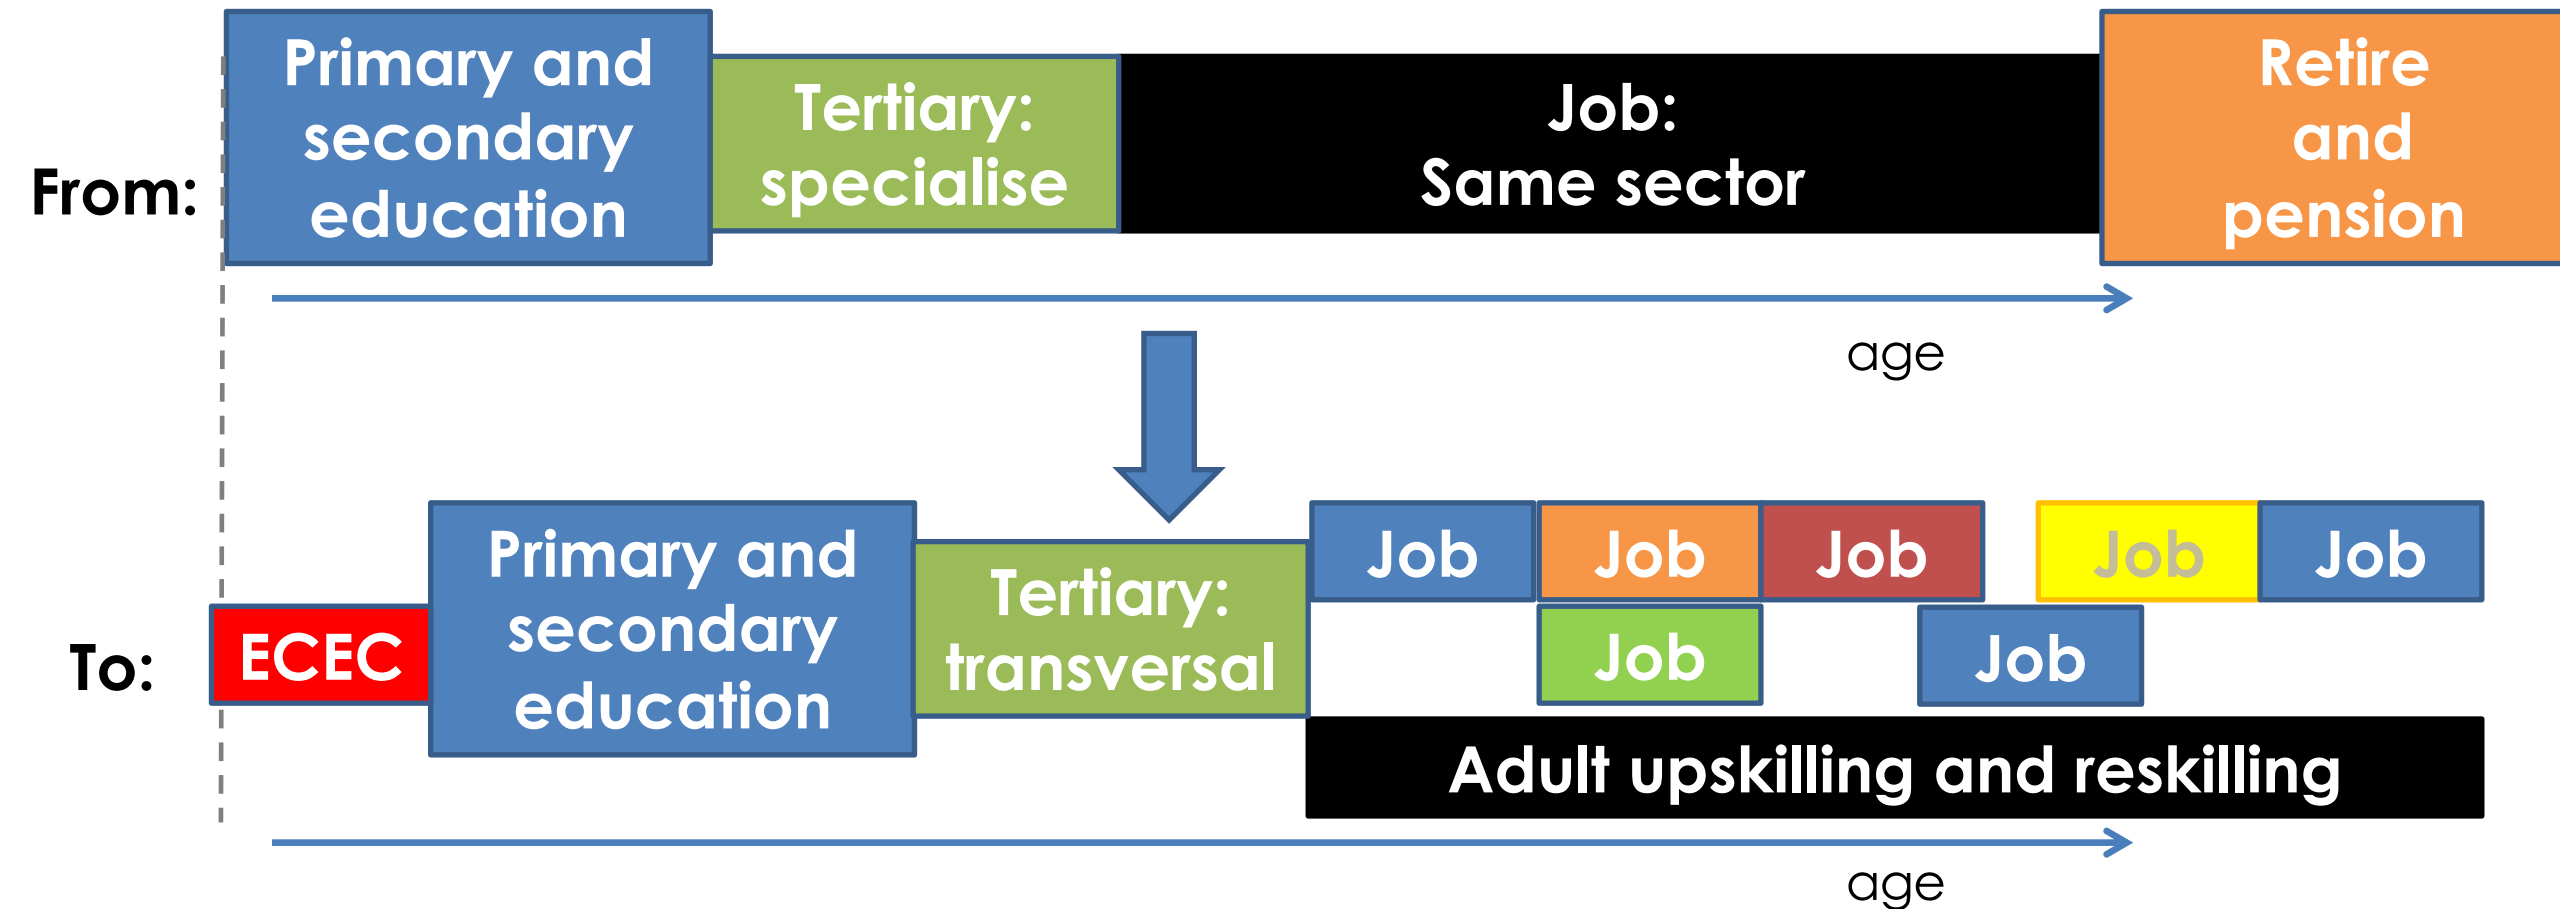 From:
Primary and
secondary
education
Tertiary:
specialise
Job:
Same sector
Retire
and
pension
age
To:
ECEC
Primary and
secondary
education
Tertiary:
transversal
Job
Job
Job
Job
Job
Job
Job
Adult upskilling and reskilling
age